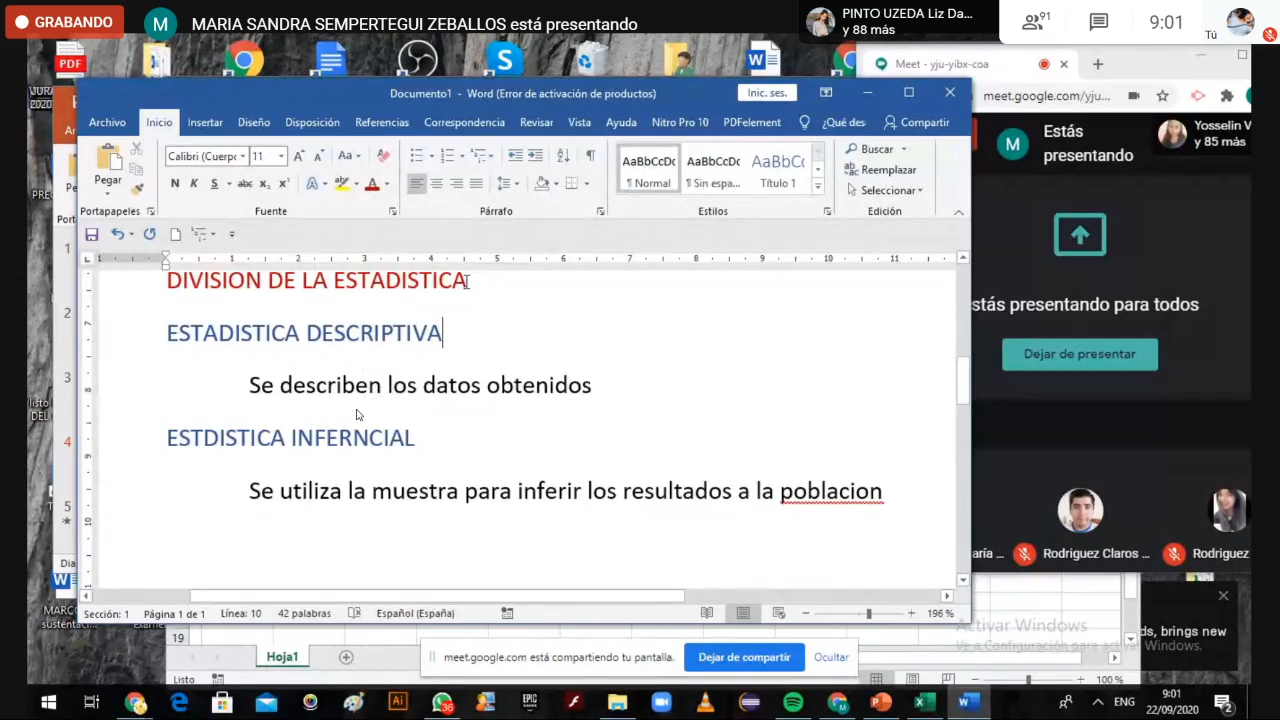 GRABANDO
M
MARIA SANDRA SEMPERTEGUI ZEBALLOS está presentando
PINTO UZEDA Liz Da...
y 88 más
91
9:01
Tú
PDF
Meet - yju-yibx-coa
meet.google.com/yju...
Documento1 - Word (Error de activación de productos)
Inic. ses.
Archivo
Inicio
Insertar
Diseño
Disposición
Referencias
Correspondencia
Revisar
Vista
Ayuda
Nitro Pro 10
PDFelement
¿Qué des
Compartir
Pegar
Portapapeles
Calibri (Cuerpo
11
Fuente
Párrafo
AaBbCcDc
¶ Normal
AaBbCcDc
¶ Sin espa...
AaBbCc
Título 1
Estilos
Buscar
Reemplazar
Seleccionar
Edición
DIVISION DE LA ESTADISTICA
ESTADISTICA DESCRIPTIVA
Se describen los datos obtenidos
ESTDISTICA INFERNCIAL
Se utiliza la muestra para inferir los resultados a la poblacion
Sección: 1
Página 1 de 1
Línea: 10
42 palabras
Español (España)
196 %
M
Estás
presentando
Yosselin V
y 85 más
stás presentando para todos
Dejar de presentar
aría ...
Rodriguez Claros ...
Rodriguez
Activar Windows
Ve a Configuración para activar Windows.
ds, brings new
19
Hoja1
Listo
100 %
meet.google.com está compartiendo tu pantalla.
Dejar de compartir
Ocultar
36
ENG
9:01
22/09/2020
2